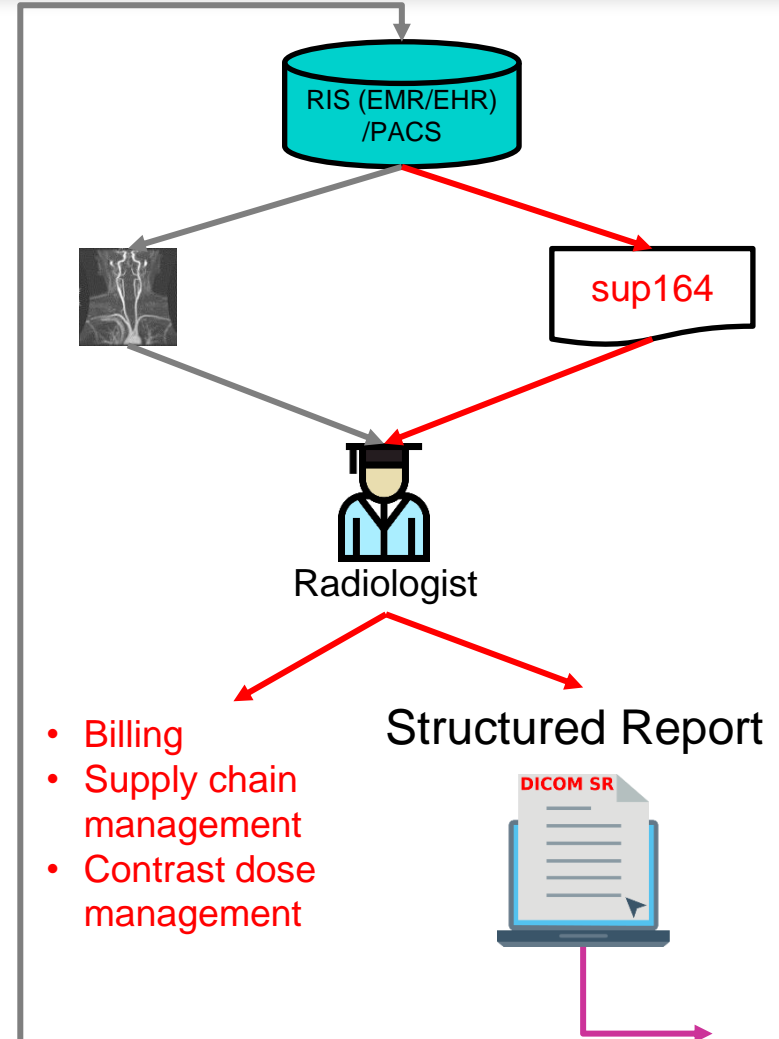 RIS (EMR/EHR)
/PACS
sup164
Radiologist
• Billing
• Supply chain
management
• Contrast dose
management
Structured Report
DICOM SR